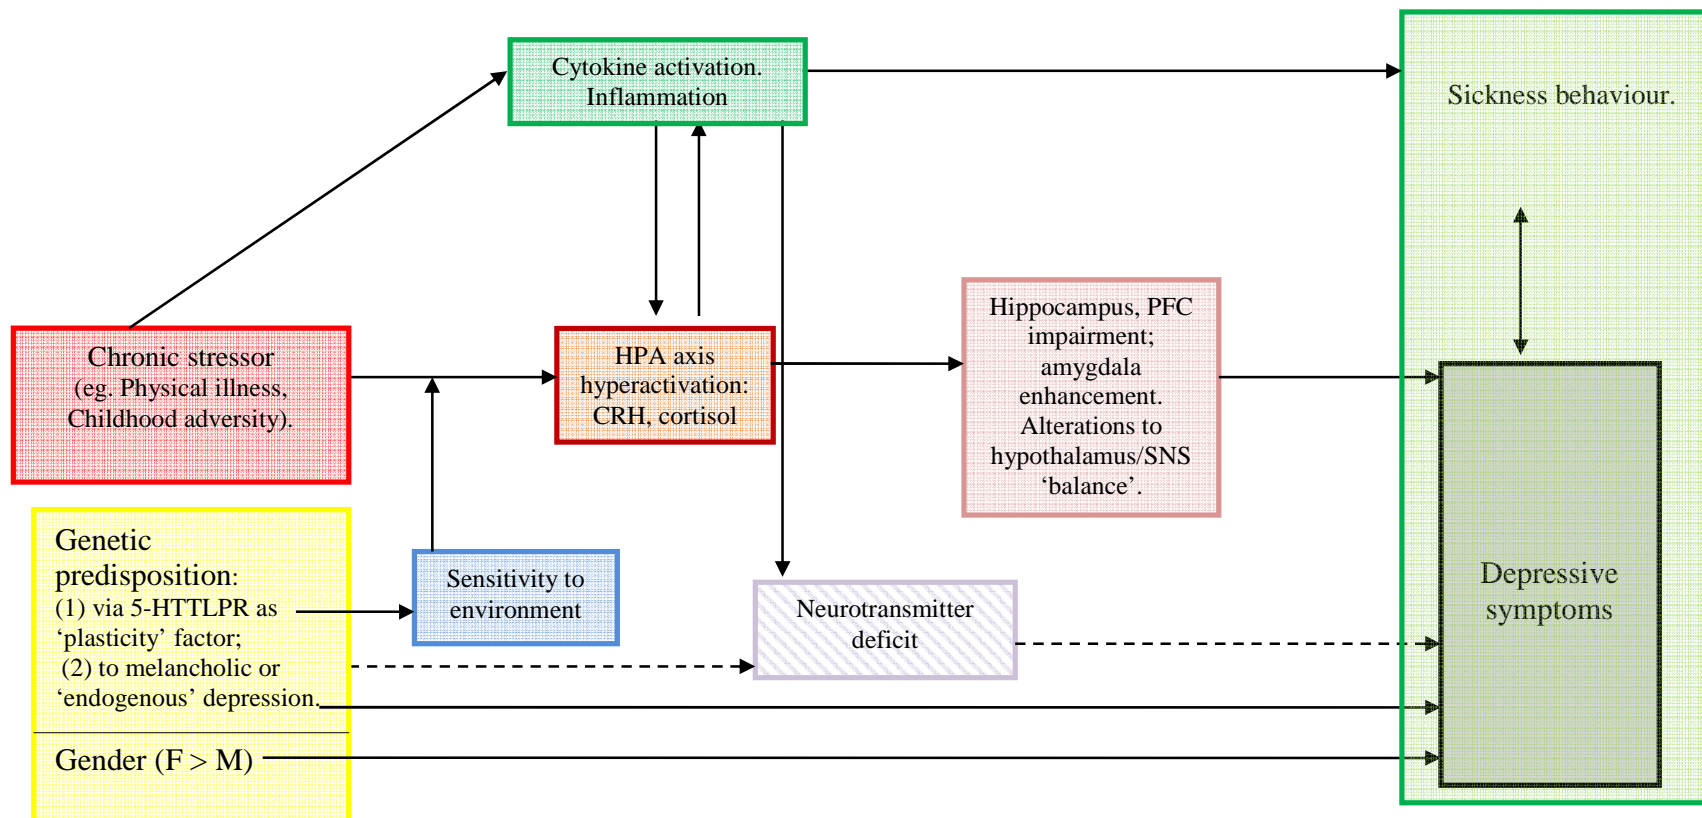 Cytokine activation.
Inflammation
Sickness behaviour.
Chronic stressor
(eg. Physical illness,
Childhood adversity).
HPA axis
hyperactivation:
CRH, cortisol
Hippocampus, PFC
impairment;
amygdala
enhancement.
Alterations to
hypothalamus/SNS
‘balance’.
Genetic
predisposition:
(1) via 5-HTTLPR as
‘plasticity’ factor;
(2) to melancholic or
‘endogenous’ depression.
Sensitivity to
environment
Neurotransmitter
deficit
Depressive
symptoms
Gender (F > M)